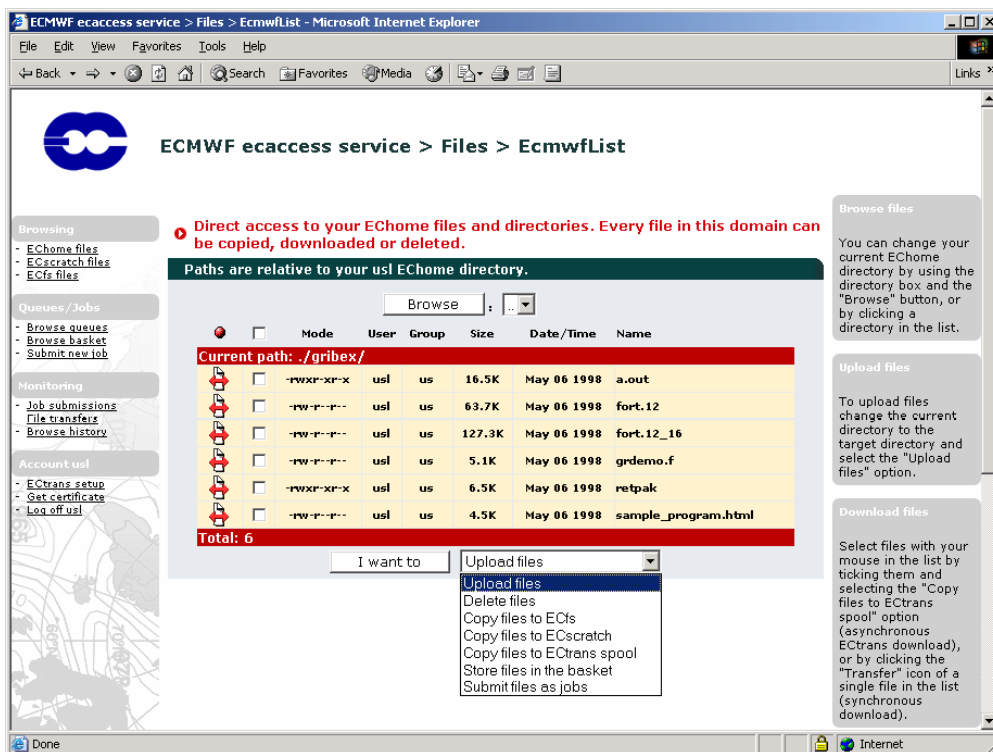 ECMWF ecaccess service > Files > EcmwfList - Microsoft Internet Explorer
File Edit View Favorites Tools Help
Back Search Favorites Media Links »
ECMWF ecaccess service > Files > EcmwfList
Browsing
- EChome files
- ECscratch files
- ECfs files
Queues/Jobs
- Browse queues
- Browse basket
- Submit new job
Monitoring
- Job submissions
File transfers
- Browse history
Account usl
- ECtrans setup
- Get certificate
- Log off usl
Direct access to your EChome files and directories. Every file in this domain can
be copied, downloaded or deleted.
Paths are relative to your usl EChome directory.
Browse : ..
Mode User Group Size Date/Time Name
Current path: ./gribex/
-rwxr-xr-x usl us 16.5K May 06 1998 a.out
-rw-r--r-- usl us 63.7K May 06 1998 fort.12
-rw-r--r-- usl us 127.3K May 06 1998 fort.12_16
-rw-r--r-- usl us 5.1K May 06 1998 grdemo.f
-rwxr-xr-x usl us 6.5K May 06 1998 retpak
-rw-r--r-- usl us 4.5K May 06 1998 sample_program.html
Total: 6
I want to Upload files
Upload files
Delete files
Copy files to ECfs
Copy files to ECscratch
Copy files to ECtrans spool
Store files in the basket
Submit files as jobs
Browse files
You can change your
current EChome
directory by using the
directory box and the
"Browse" button, or
by clicking a
directory in the list.
Upload files
To upload files
change the current
directory to the
target directory and
select the "Upload
files" option.
Download files
Select files with your
mouse in the list by
ticking them and
selecting the "Copy
files to ECtrans
spool" option
(asynchronous
ECtrans download),
or by clicking the
"Transfer" icon of a
single file in the list
(synchronous
download).
Done Internet